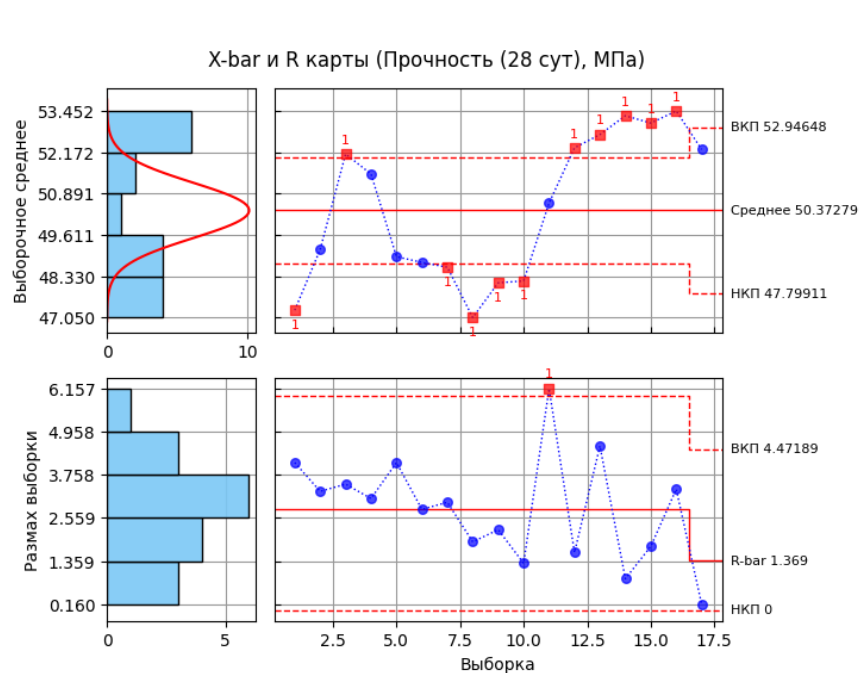 X-bar и R карты (Прочность (28 сут), МПа)
Выборочное среднее
53.452
52.172
50.891
49.611
48.330
47.050
0 10
1 1 1 1 1 1 1 1 1 1 1 1
ВКП 52.94648
Среднее 50.37279
НКП 47.79911
Размах выборки
6.157
4.958
3.758
2.559
1.359
0.160
0 5
1
ВКП 4.47189
R-bar 1.369
НКП 0
2.5 5.0 7.5 10.0 12.5 15.0 17.5
Выборка